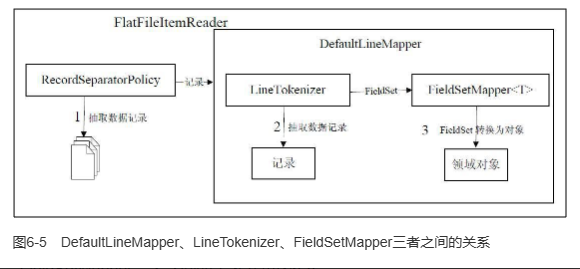 FlatFileItemReader
DefaultLineMapper
RecordSeparatorPolicy
记录
LineTokenizer
FieldSet
FieldSetMapper<T>
1 抽取数据记录
2 抽取数据记录
3 FieldSet 转换为对象
记录
领域对象
图6-5 DefaultLineMapper、LineTokenizer、FieldSetMapper三者之间的关系